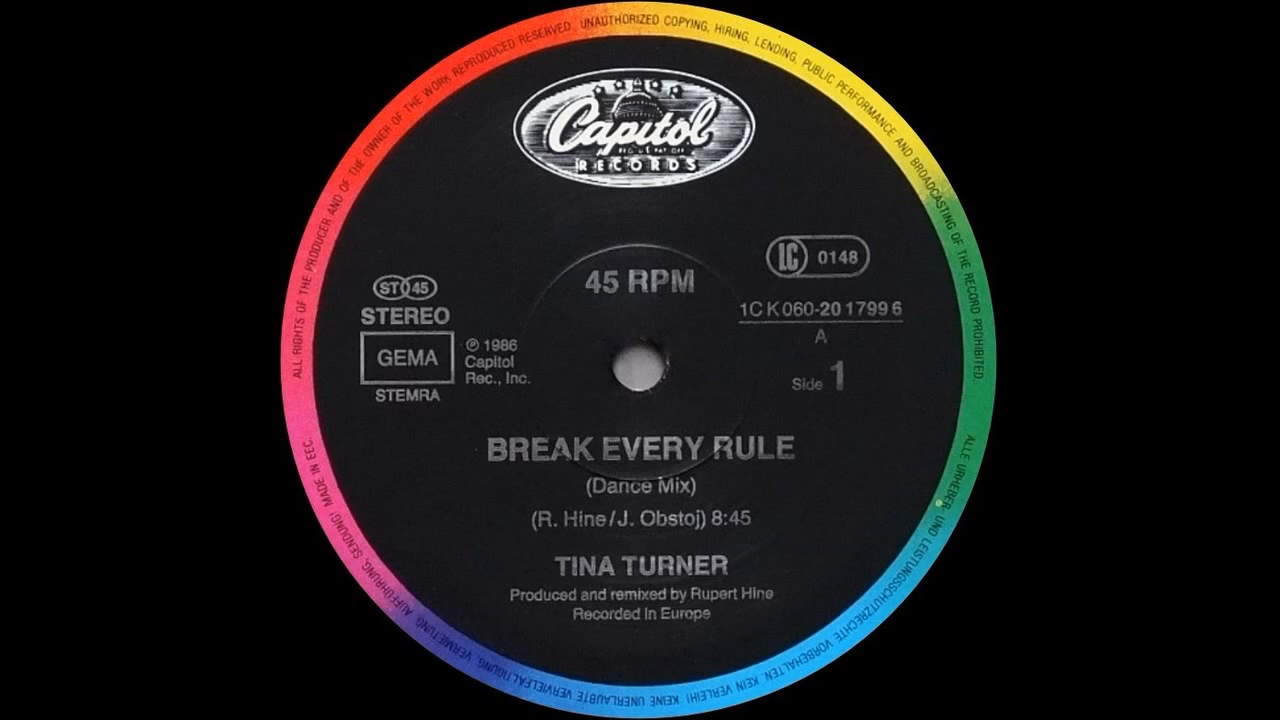 ALL RIGHTS OF THE PRODUCER AND OF THE OWNER OF THE WORK REPRODUCED RESERVED. UNAUTHORIZED COPYING, HIRING, LENDING, PUBLIC PERFORMANCE AND BROADCASTING OF THE RECORD PROHIBITED.
Capitol
RECORDS
LC 0148
45 RPM
ST 45
STEREO
1C K 060-20 1799 6
GEMA
STEMRA
℗ 1986
Capitol
Rec., Inc.
A
Side 1
BREAK EVERY RULE
(Dance Mix)
(R. Hine/J. Obstoj) 8:45
TINA TURNER
Produced and remixed by Rupert Hine
Recorded in Europe
ALLE URHEBER- UND LEISTUNGSSCHUTZRECHTE VORBEHALTEN. KEIN VERLEIH! KEINE UNERLAUBTE VERVIELFÄLTIGUNG, VERMIETUNG, AUFFÜHRUNG, SENDUNG! MADE IN EEC.